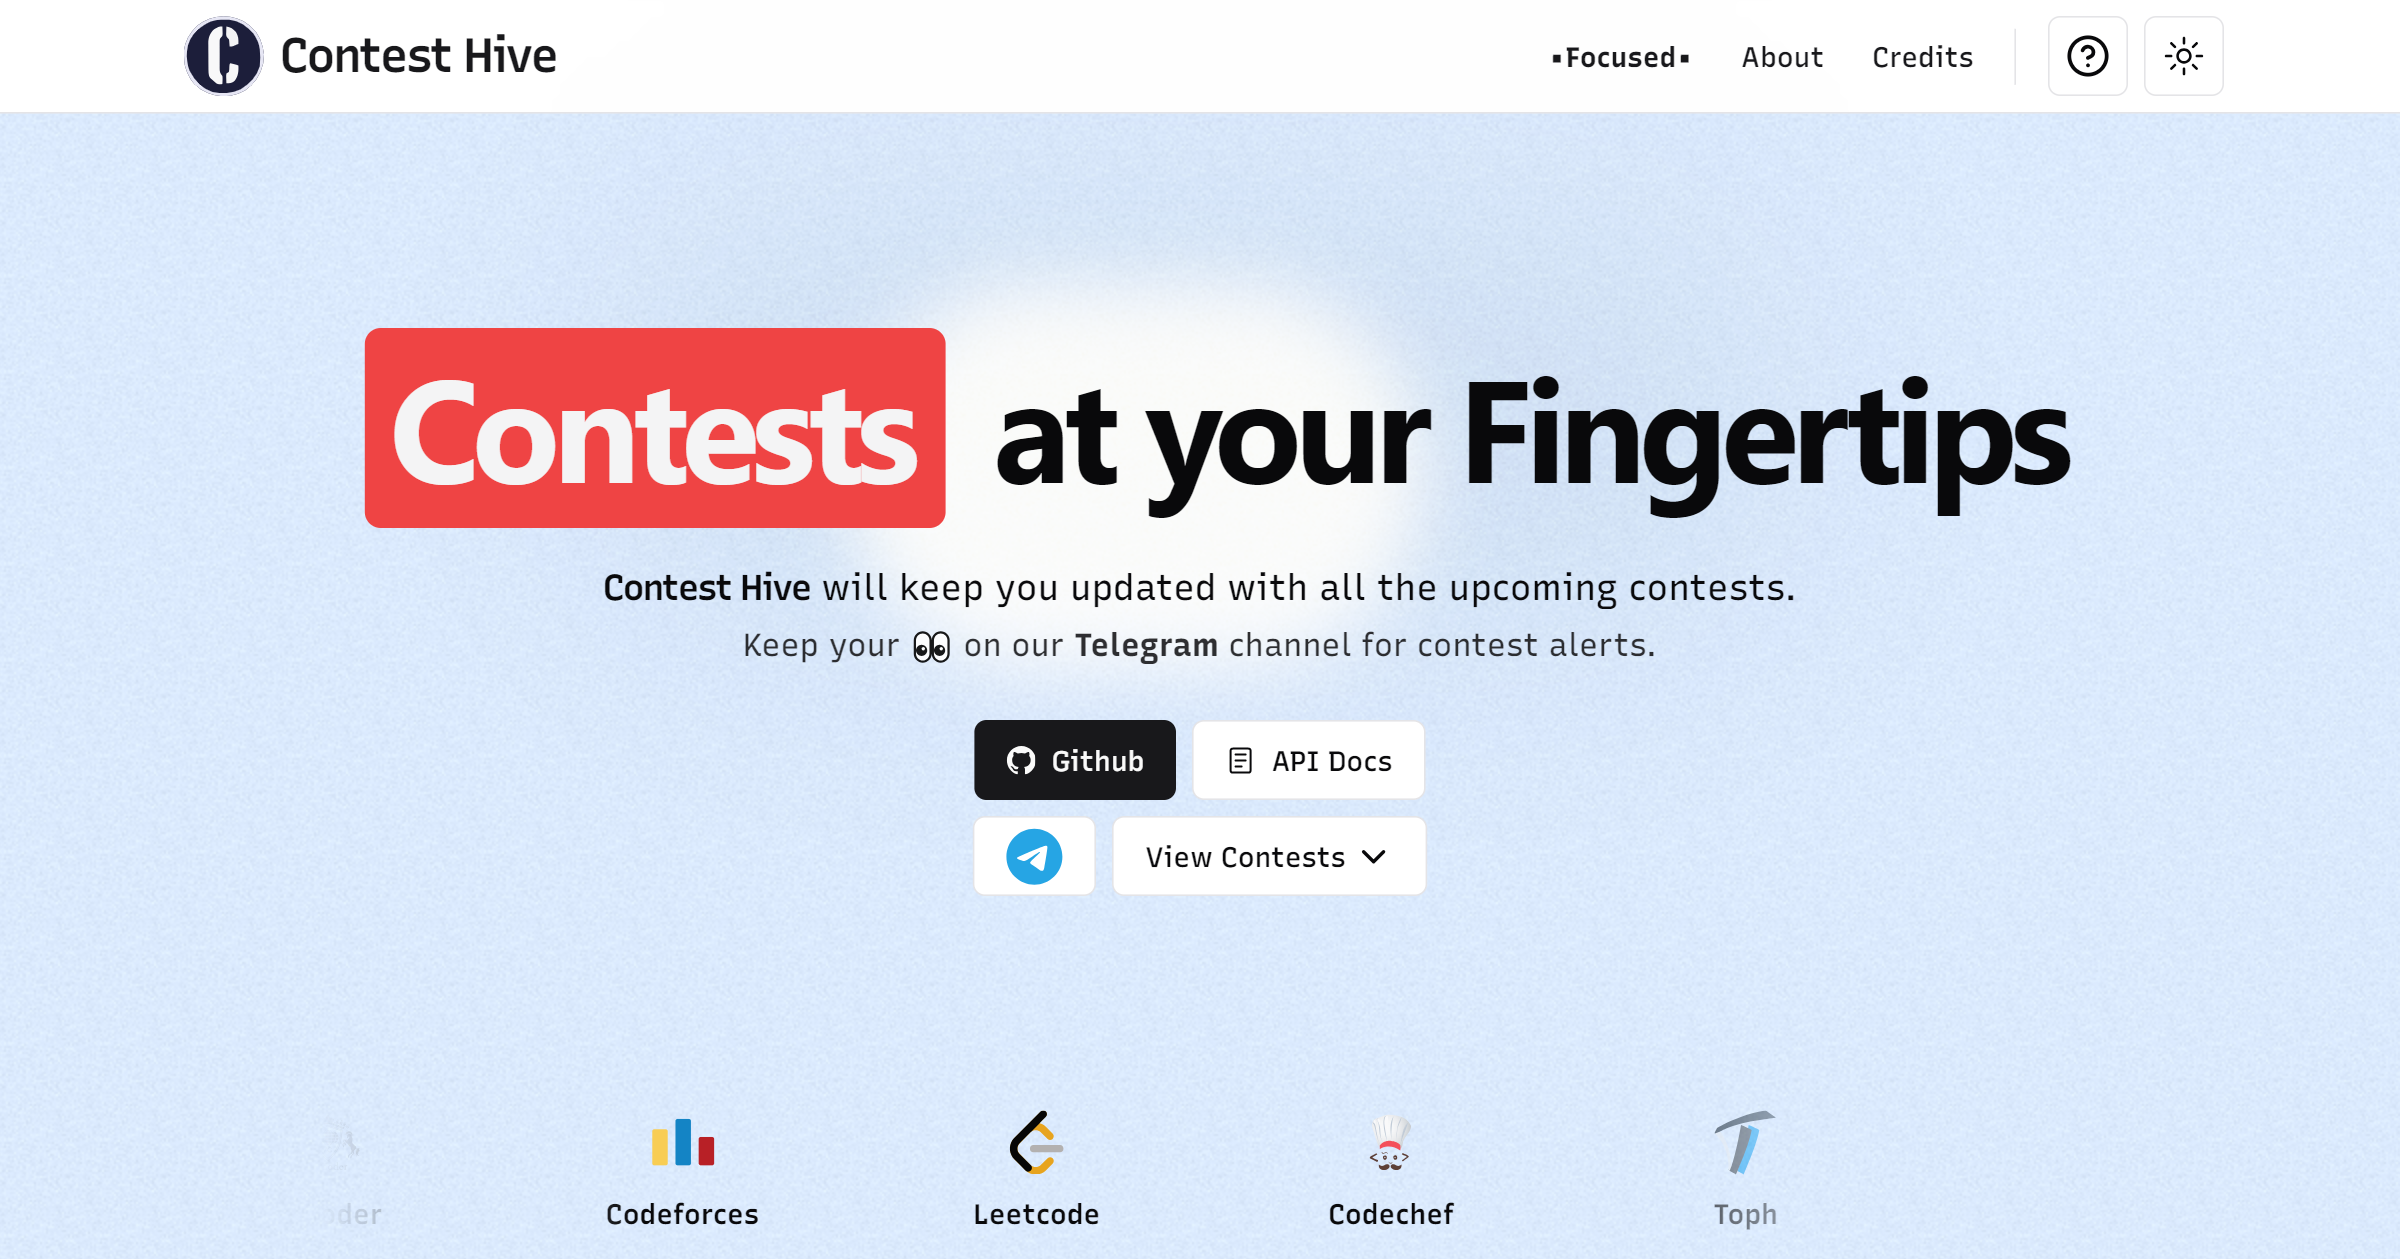 Contest Hive
▪Focused▪ About Credits
Contests at your Fingertips
Contest Hive will keep you updated with all the upcoming contests.
Keep your 👀 on our Telegram channel for contest alerts.
Github API Docs
View Contests
Codeforces Leetcode Codechef Toph